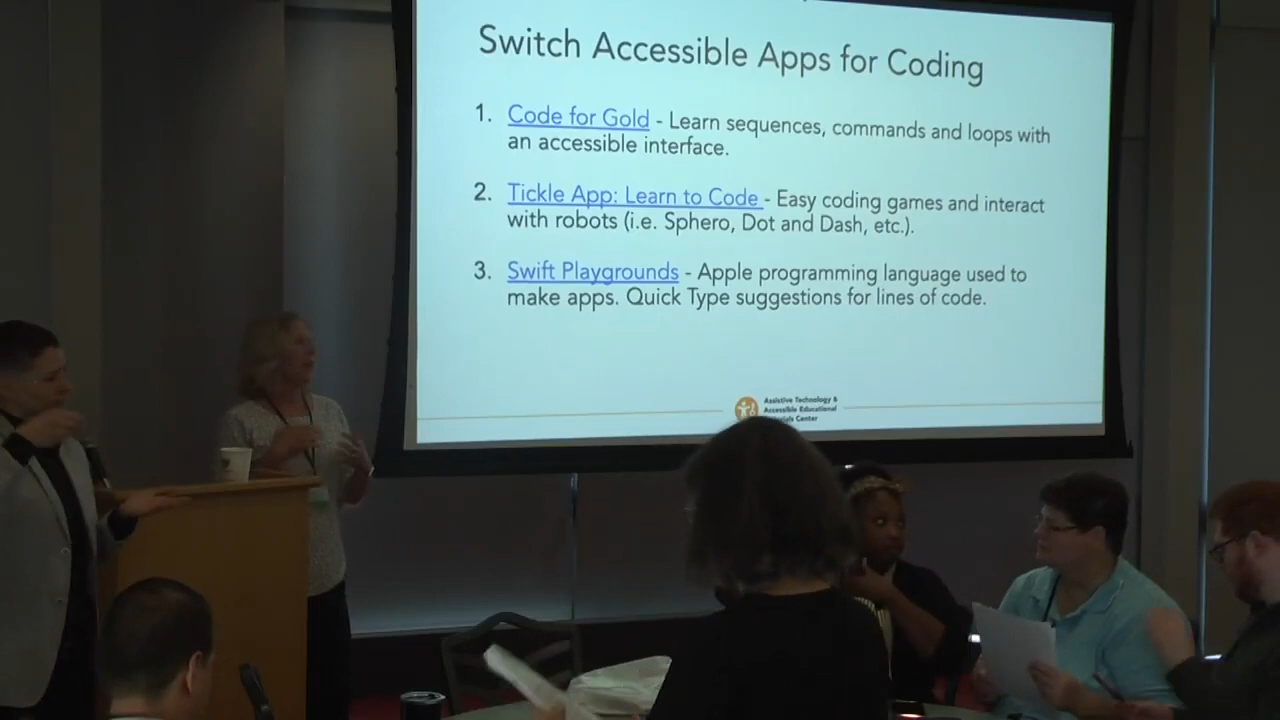 Switch Accessible Apps for Coding
1. Code for Gold - Learn sequences, commands and loops with
an accessible interface.
2. Tickle App: Learn to Code - Easy coding games and interact
with robots (i.e. Sphero, Dot and Dash, etc.).
3. Swift Playgrounds - Apple programming language used to
make apps. Quick Type suggestions for lines of code.
Assistive Technology &
Accessible Educational
Center